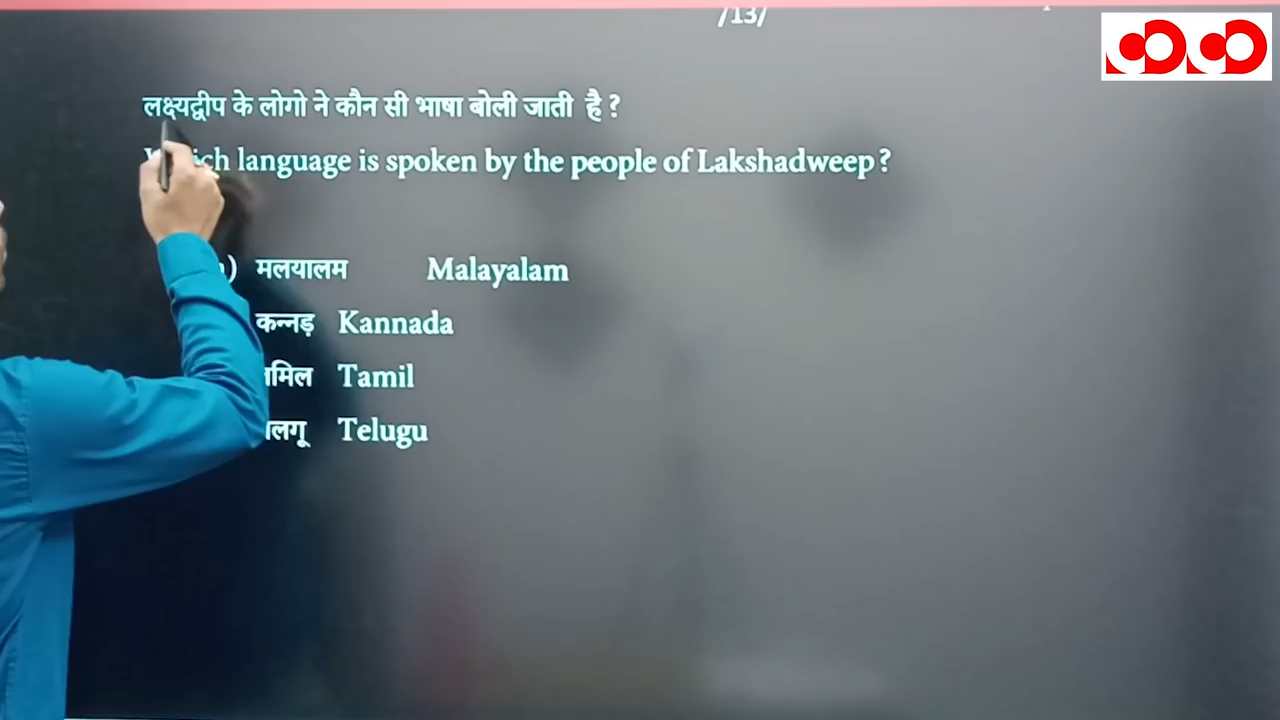 /13/
लक्ष्यद्वीप के लोगो ने कौन सी भाषा बोली जाती है ?
language is spoken by the people of Lakshadweep ?
मलयालम Malayalam
कन्नड़ Kannada
Tamil
Telugu